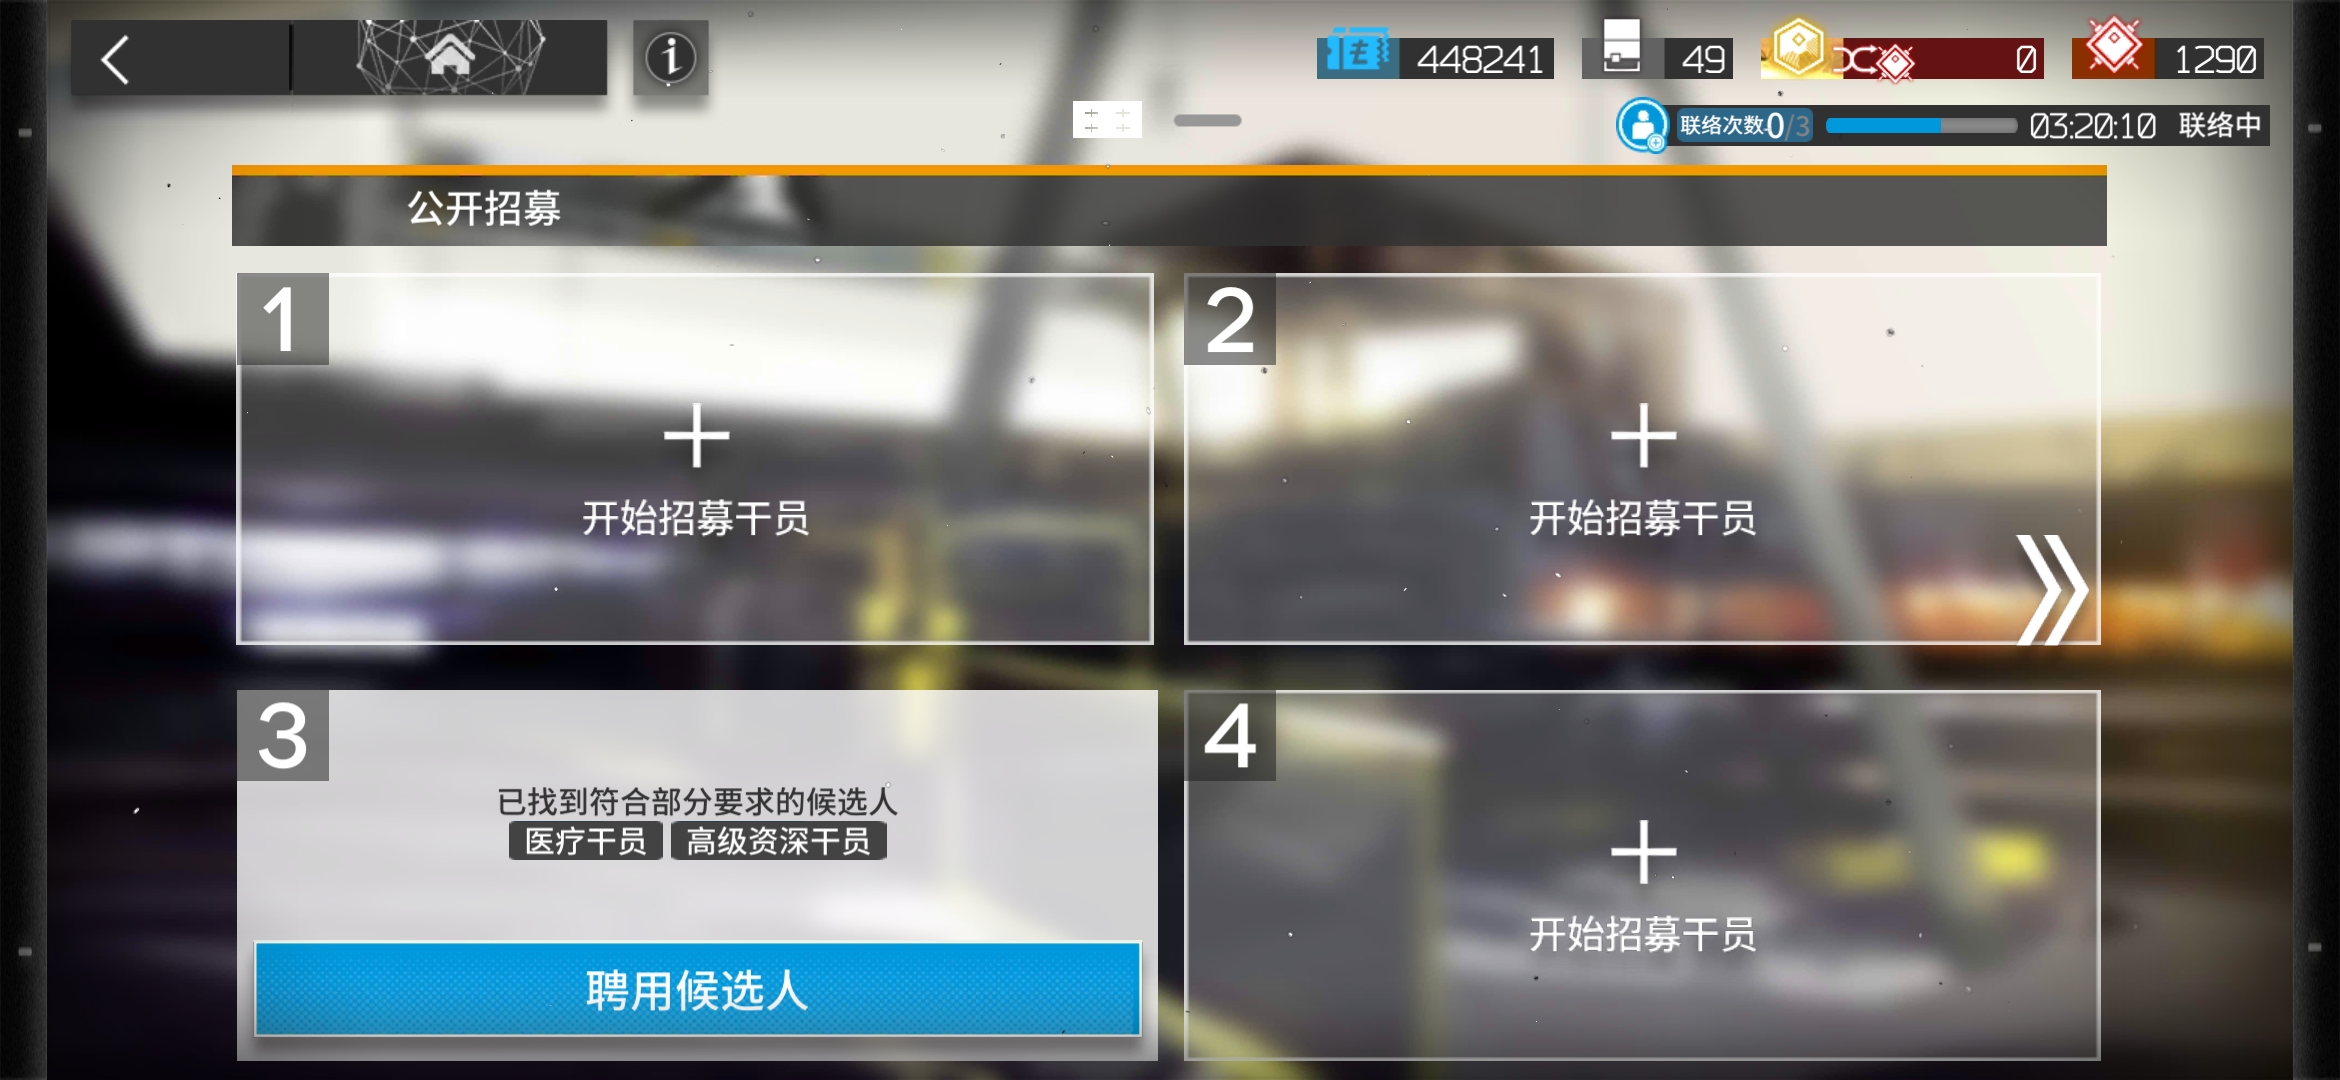 448241
49
0
1290
联络次数0/3
03:20:10 联络中
公开招募
1
开始招募干员
2
开始招募干员
3
已找到符合部分要求的候选人
医疗干员 高级资深干员
聘用候选人
4
开始招募干员